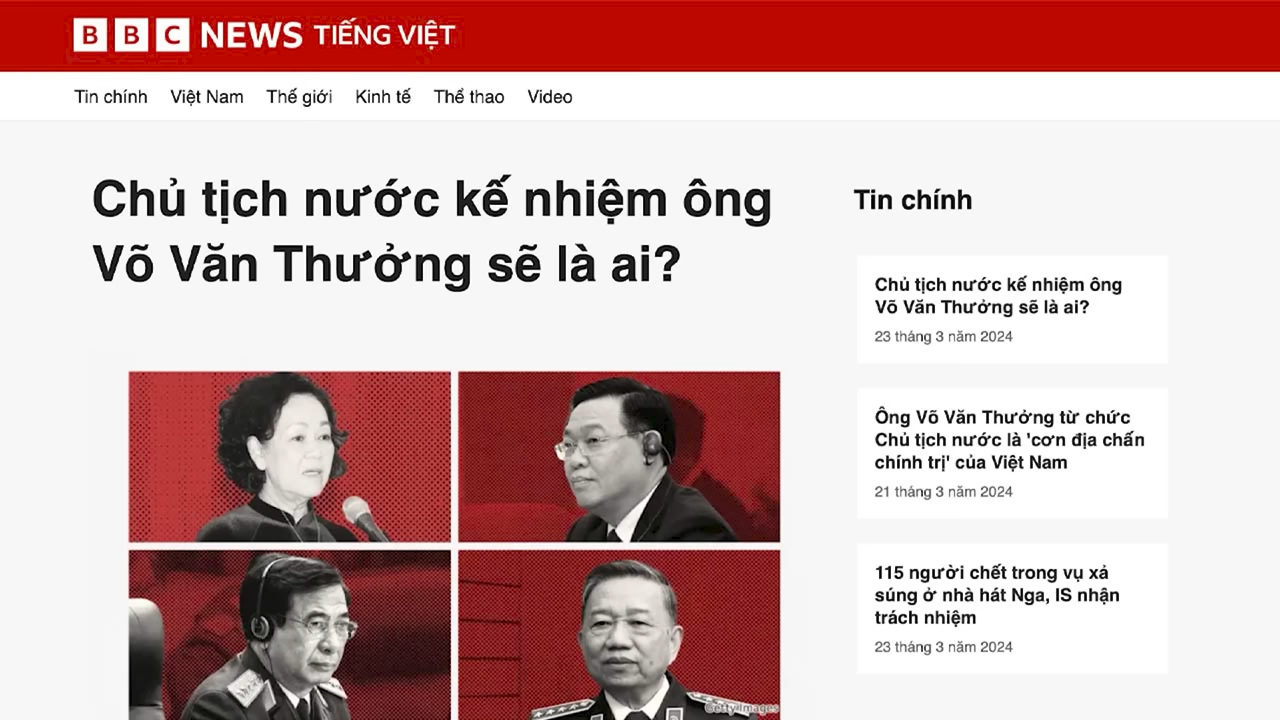 BBC NEWS TIẾNG VIỆT
Tin chính Việt Nam Thế giới Kinh tế Thể thao Video
Chủ tịch nước kế nhiệm ông
Võ Văn Thưởng sẽ là ai?
Tin chính
Chủ tịch nước kế nhiệm ông
Võ Văn Thưởng sẽ là ai?
23 tháng 3 năm 2024
Ông Võ Văn Thưởng từ chức
Chủ tịch nước là 'cơn địa chấn
chính trị' của Việt Nam
21 tháng 3 năm 2024
115 người chết trong vụ xả
súng ở nhà hát Nga, IS nhận
trách nhiệm
23 tháng 3 năm 2024
Getty Images